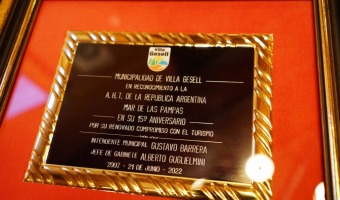 Villa
Gesell
MUNICIPALIDAD DE VILLA GESELL
EN RECONOCIMIENTO A LA
A.H.T. DE LA REPUBLICA ARGENTINA
MAR DE LAS PAMPAS
EN SU 15º ANIVERSARIO
POR SU RENOVADO COMPROMISO CON EL TURISMO
INTENDENTE MUNICIPAL GUSTAVO BARRERA
JEFE DE GABINETE ALBERTO GUGLIELMINI
2007 - 21 DE JUNIO - 2022